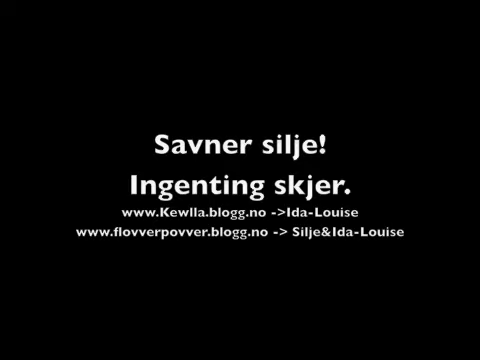 Savner silje!
Ingenting skjer.
www.Kewlla.blogg.no ->Ida-Louise
www.flovverpovver.blogg.no -> Silje&Ida-Louise